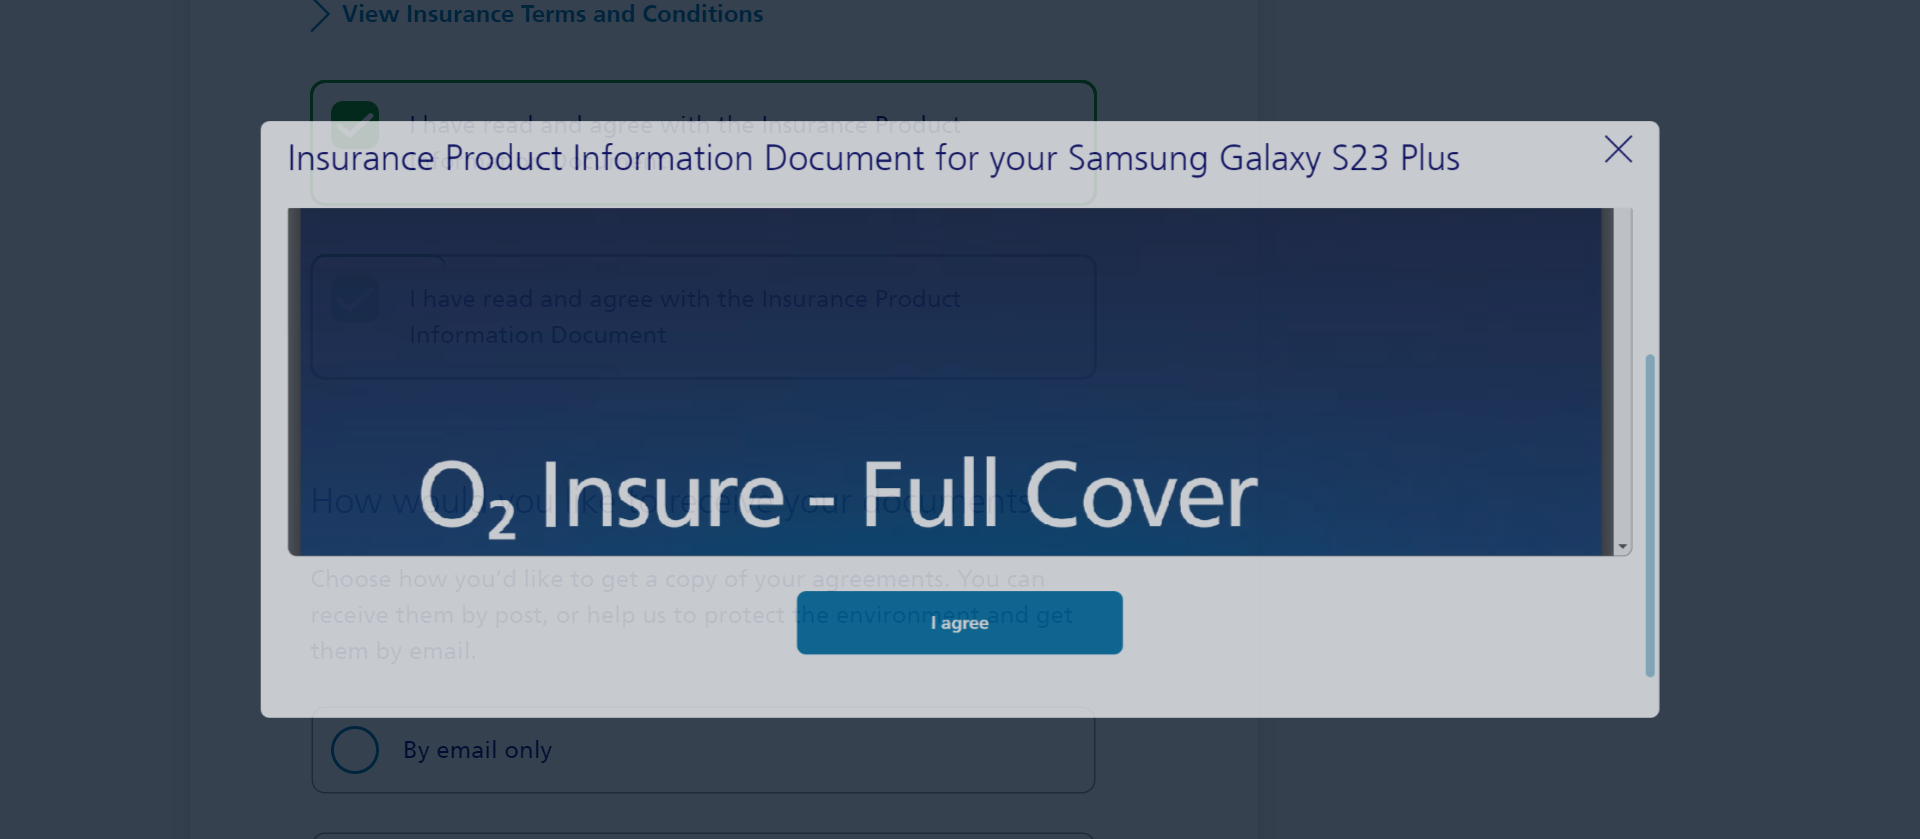 View Insurance Terms and Conditions
I have read and agree with the Insurance Product
Insurance Product Information Document for your Samsung Galaxy S23 Plus
I have read and agree with the Insurance Product
Information Document
O₂ Insure - Full Cover
How would you like to receive your documents
Choose how you'd like to get a copy of your agreements. You can
receive them by post, or help us to protect the environment and get
them by email.
I agree
By email only